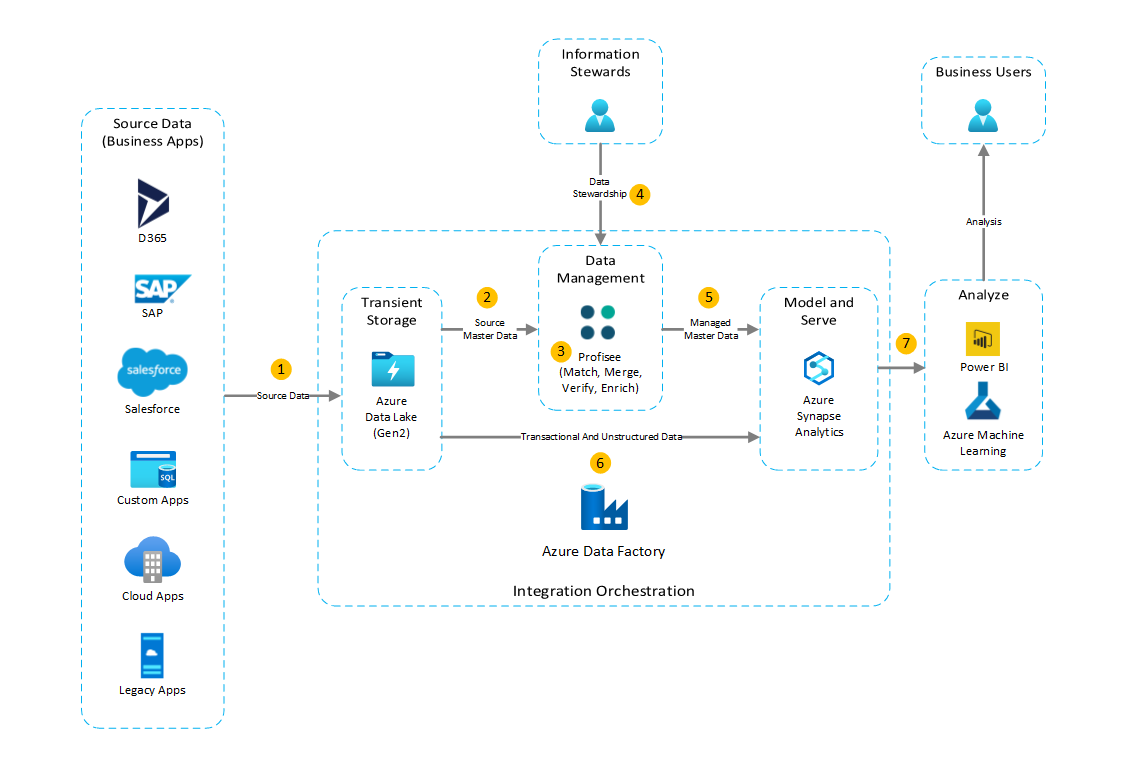 Information
Stewards
Business Users
Source Data
(Business Apps)
D365
SAP
SAP
salesforce
Salesforce
SQL
Custom Apps
Cloud Apps
Legacy Apps
1
Source Data
Data
Stewardship
4
Transient
Storage
Azure
Data Lake
(Gen2)
2
Source
Master Data
Data
Management
3
Profisee
(Match, Merge,
Verify, Enrich)
5
Managed
Master Data
Model and
Serve
Azure
Synapse
Analytics
Transactional And Unstructured Data
6
Azure Data Factory
Integration Orchestration
7
Analysis
Analyze
Power BI
Azure Machine
Learning